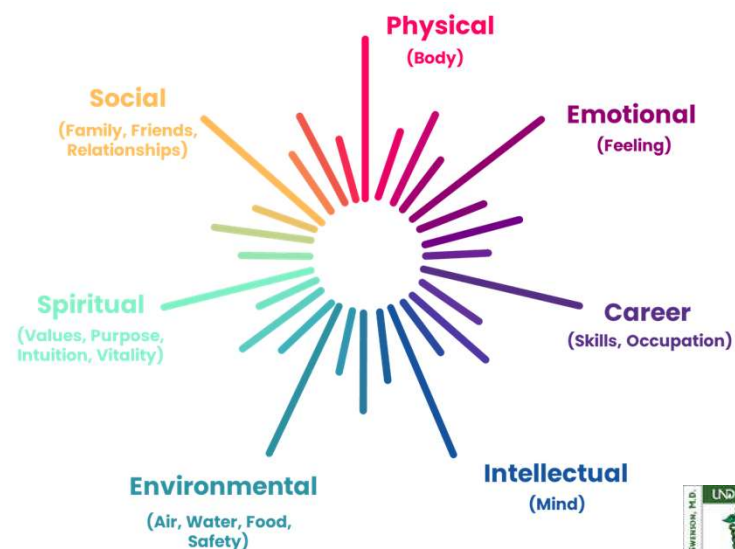 Physical
(Body)
Social
(Family, Friends,
Relationships)
Emotional
(Feeling)
Spiritual
(Values, Purpose,
Intuition, Vitality)
Career
(Skills, Occupation)
Environmental
(Air, Water, Food,
Safety)
Intellectual
(Mind)
SWENSON, M.D.